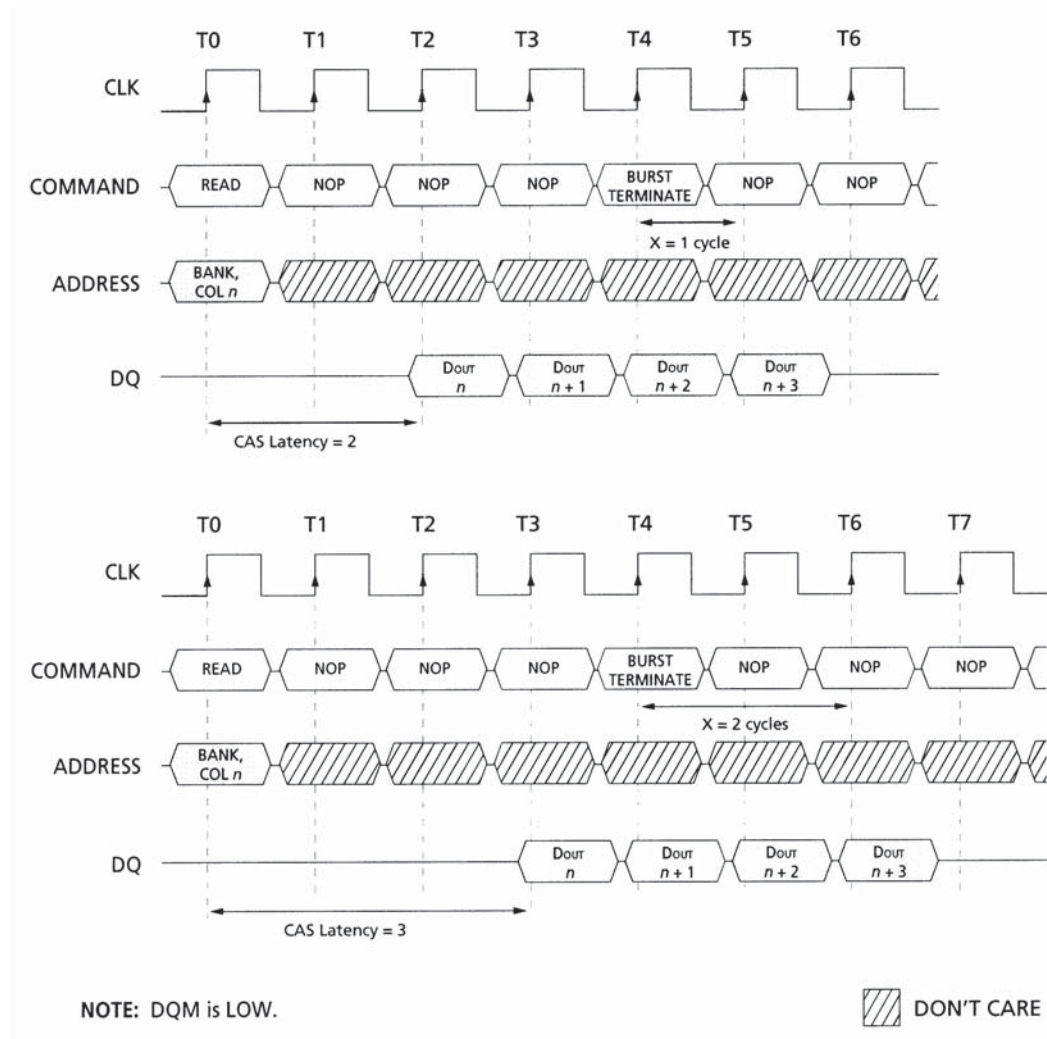 T0 T1 T2 T3 T4 T5 T6
CLK
COMMAND READ NOP NOP NOP BURST TERMINATE NOP NOP
X = 1 cycle
ADDRESS BANK, COL n
DQ DOUT n DOUT n + 1 DOUT n + 2 DOUT n + 3
CAS Latency = 2
T0 T1 T2 T3 T4 T5 T6 T7
CLK
COMMAND READ NOP NOP NOP BURST TERMINATE NOP NOP NOP
X = 2 cycles
ADDRESS BANK, COL n
DQ DOUT n DOUT n + 1 DOUT n + 2 DOUT n + 3
CAS Latency = 3
NOTE: DQM is LOW.
DON'T CARE